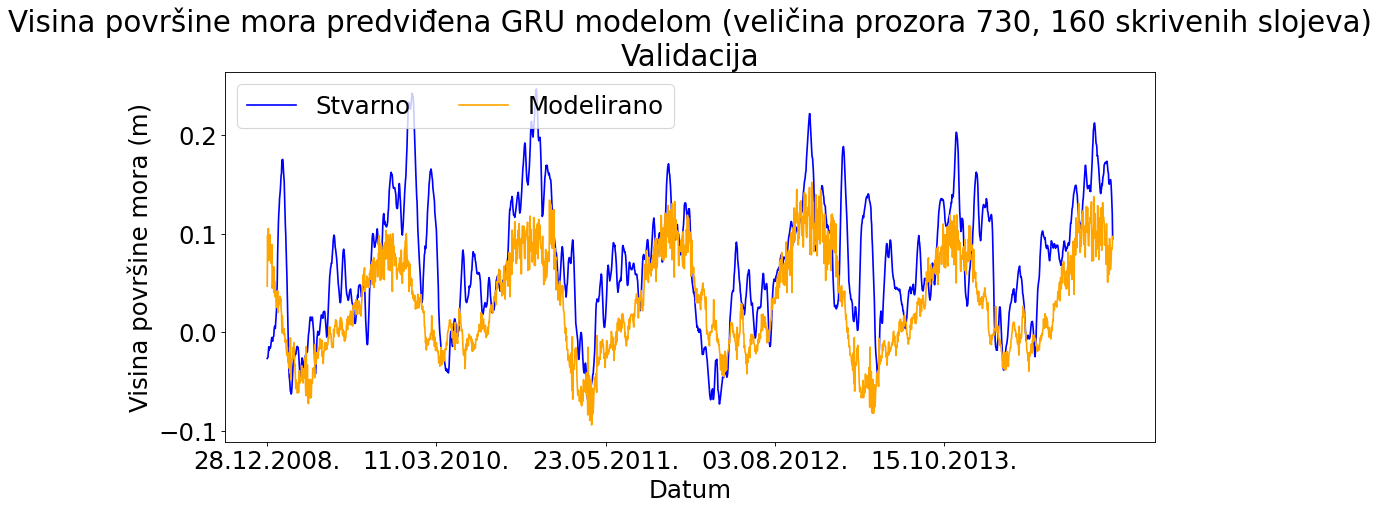 Visina površine mora predviđena GRU modelom (veličina prozora 730, 160 skrivenih slojeva)
Validacija
Stvarno
Modelirano
Visina površine mora (m)
0.2
0.1
0.0
−0.1
28.12.2008.
11.03.2010.
23.05.2011.
03.08.2012.
15.10.2013.
Datum